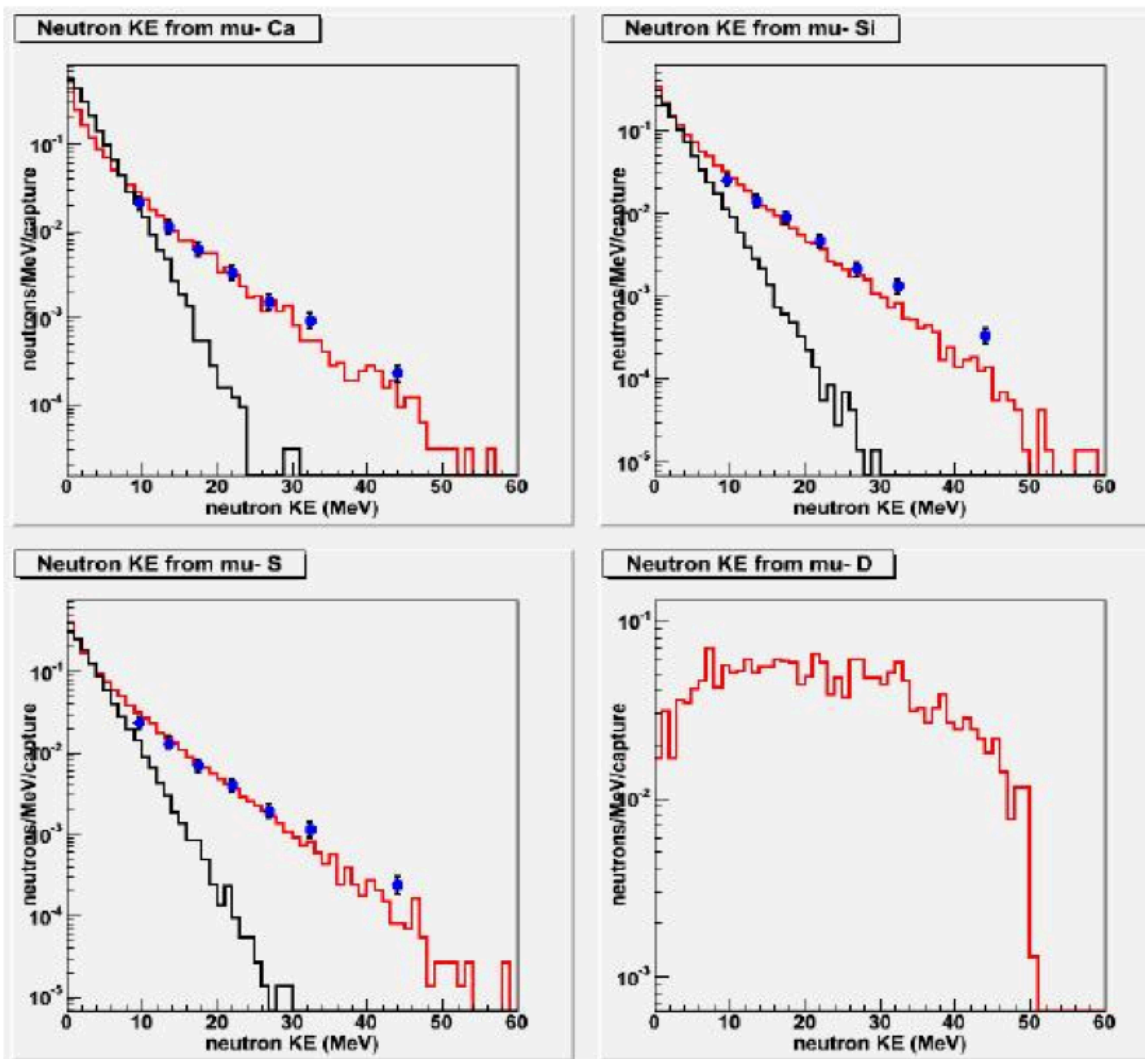 Neutron KE from mu- Ca
neutrons/MeV/capture
10-1
10-2
10-3
10-4
0 10 20 30 40 50 60
neutron KE (MeV)
Neutron KE from mu- Si
neutrons/MeV/capture
10-1
10-2
10-3
10-4
10-5
0 10 20 30 40 50 60
neutron KE (MeV)
Neutron KE from mu- S
neutrons/MeV/capture
10-1
10-2
10-3
10-4
10-5
0 10 20 30 40 50 60
neutron KE (MeV)
Neutron KE from mu- D
neutrons/MeV/capture
10-1
10-2
10-3
0 10 20 30 40 50 60
neutron KE (MeV)